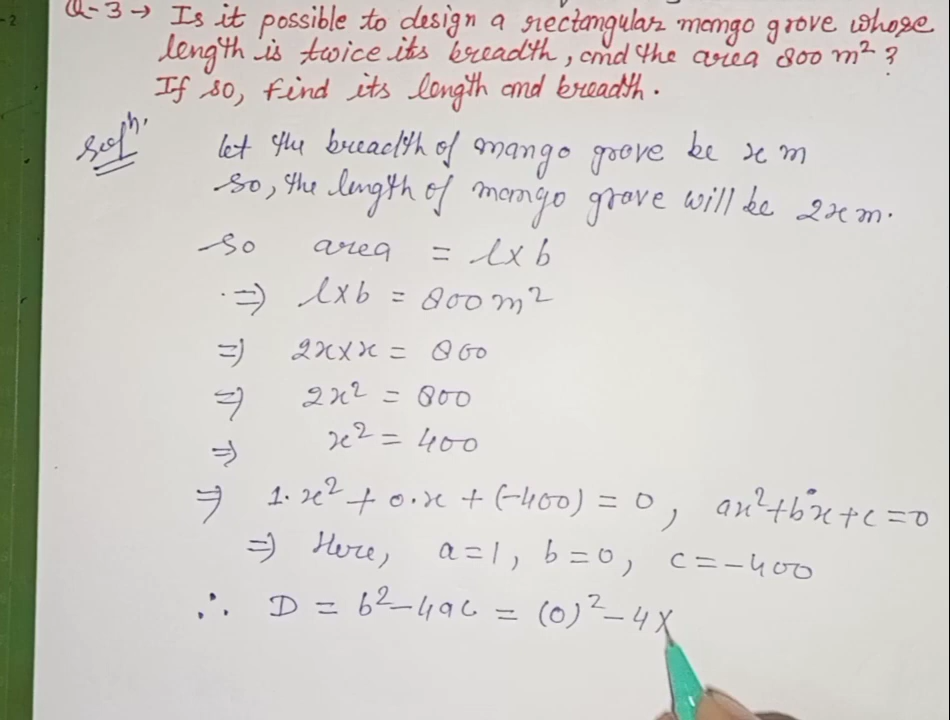 Q-3 → Is it possible to design a rectangular mango grove whose
length is twice its breadth, and the area 800 m² ?
If so, find its length and breadth.
Solⁿ.
let the breadth of mango grove be x m
so, the length of mango grove will be 2x m.
so area = l×b
⇒ l×b = 800 m²
⇒ 2x×x = 800
⇒ 2x² = 800
⇒ x² = 400
⇒ 1.x² + 0.x + (-400) = 0, ax²+bx+c=0
⇒ Here, a=1, b=0, c=-400
∴ D = b²-4ac = (0)²-4×